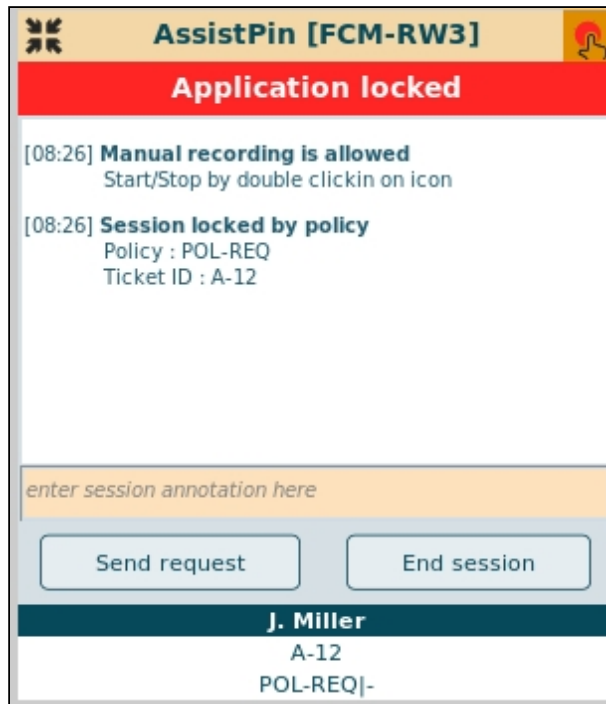 AssistPin [FCM-RW3]
Application locked
[08:26] Manual recording is allowed
Start/Stop by double clickin on icon
[08:26] Session locked by policy
Policy : POL-REQ
Ticket ID : A-12
enter session annotation here
Send request
End session
J. Miller
A-12
POL-REQ|-